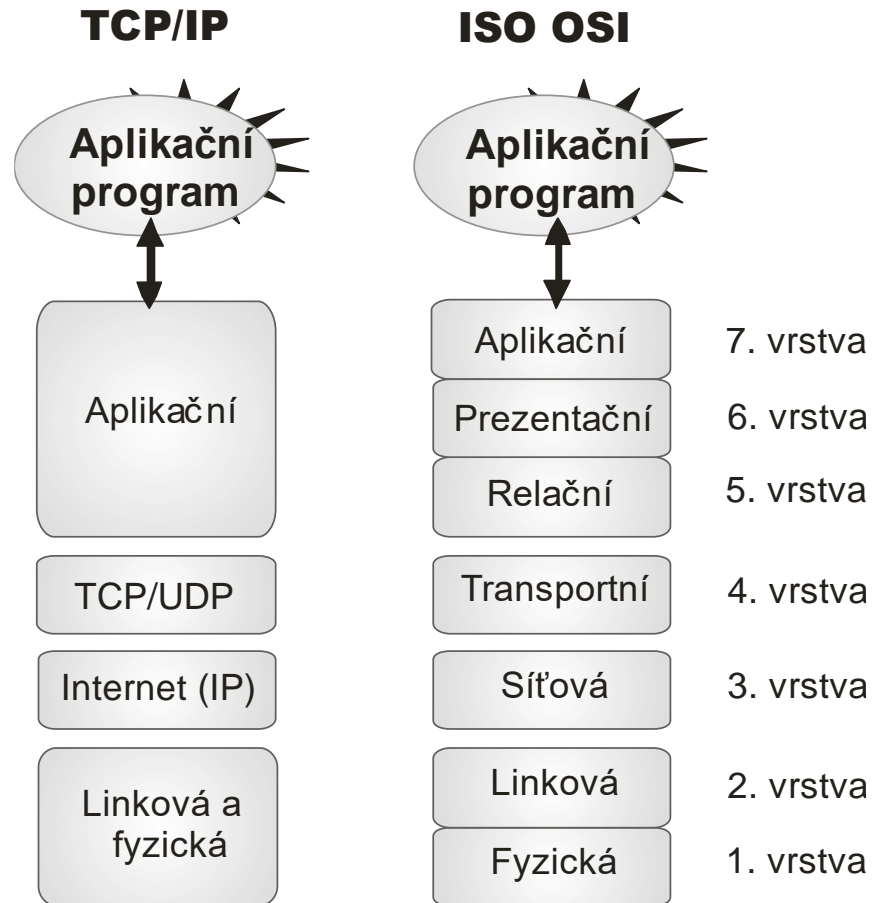 TCP/IP
Aplikační
program
Aplikační
TCP/UDP
Internet (IP)
Linková a
fyzická
ISO OSI
Aplikační
program
Aplikační
Prezentační
Relační
Transportní
Síťová
Linková
Fyzická
7. vrstva
6. vrstva
5. vrstva
4. vrstva
3. vrstva
2. vrstva
1. vrstva